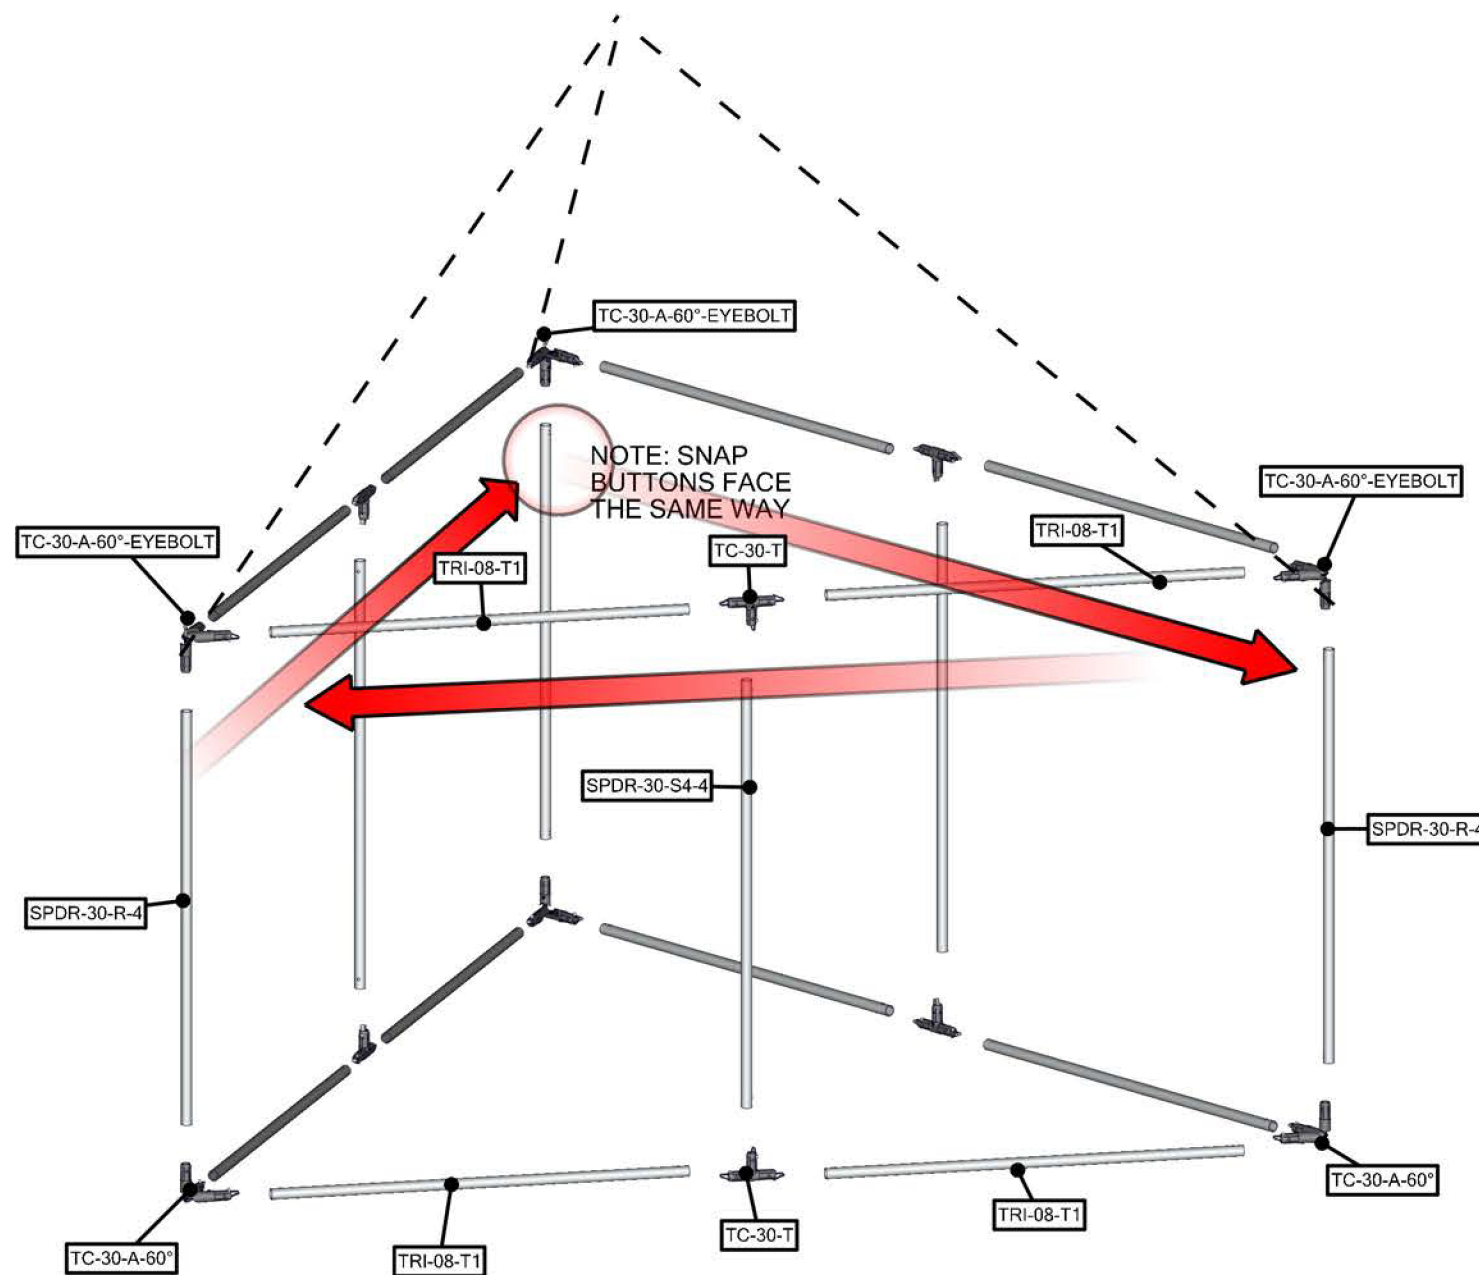 TC-30-A-60°-EYEBOLT
NOTE: SNAP
BUTTONS FACE
THE SAME WAY
TC-30-A-60°-EYEBOLT
TC-30-A-60°-EYEBOLT
TRI-08-T1
TC-30-T
TRI-08-T1
SPDR-30-S4-4
SPDR-30-R-4
SPDR-30-R-4
TC-30-A-60°
TRI-08-T1
TC-30-T
TRI-08-T1
TC-30-A-60°